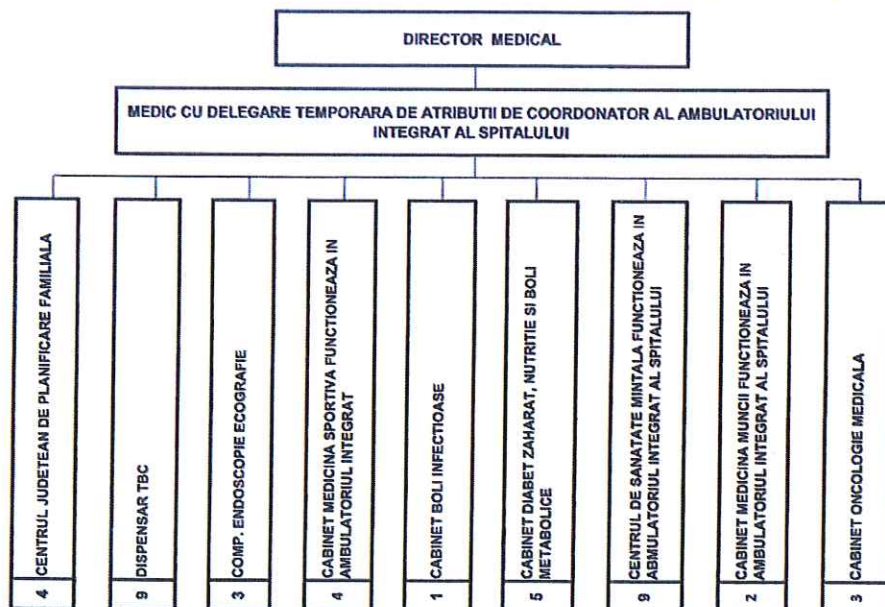 DIRECTOR MEDICAL
MEDIC CU DELEGARE TEMPORARA DE ATRIBUTII DE COORDONATOR AL AMBULATORIULUI
INTEGRAT AL SPITALULUI
CENTRUL JUDETEAN DE PLANIFICARE FAMILIALA
4
DISPENSAR TBC
9
COMP. ENDOSCOPIE ECOGRAFIE
3
CABINET MEDICINA SPORTIVA FUNCTIONEAZA IN
AMBULATORIUL INTEGRAT
4
CABINET BOLI INFECTIOASE
1
CABINET DIABET ZAHARAT, NUTRITIE SI BOLI
METABOLICE
5
CENTRUL DE SANATATE MINTALA FUNCTIONEAZA IN
ABMULATORIUL INTEGRAT AL SPITALULUI
9
CABINET MEDICINA MUNCII FUNCTIONEAZA IN
AMBULATORIUL INTEGRAT AL SPITALULUI
2
CABINET ONCOLOGIE MEDICALA
3